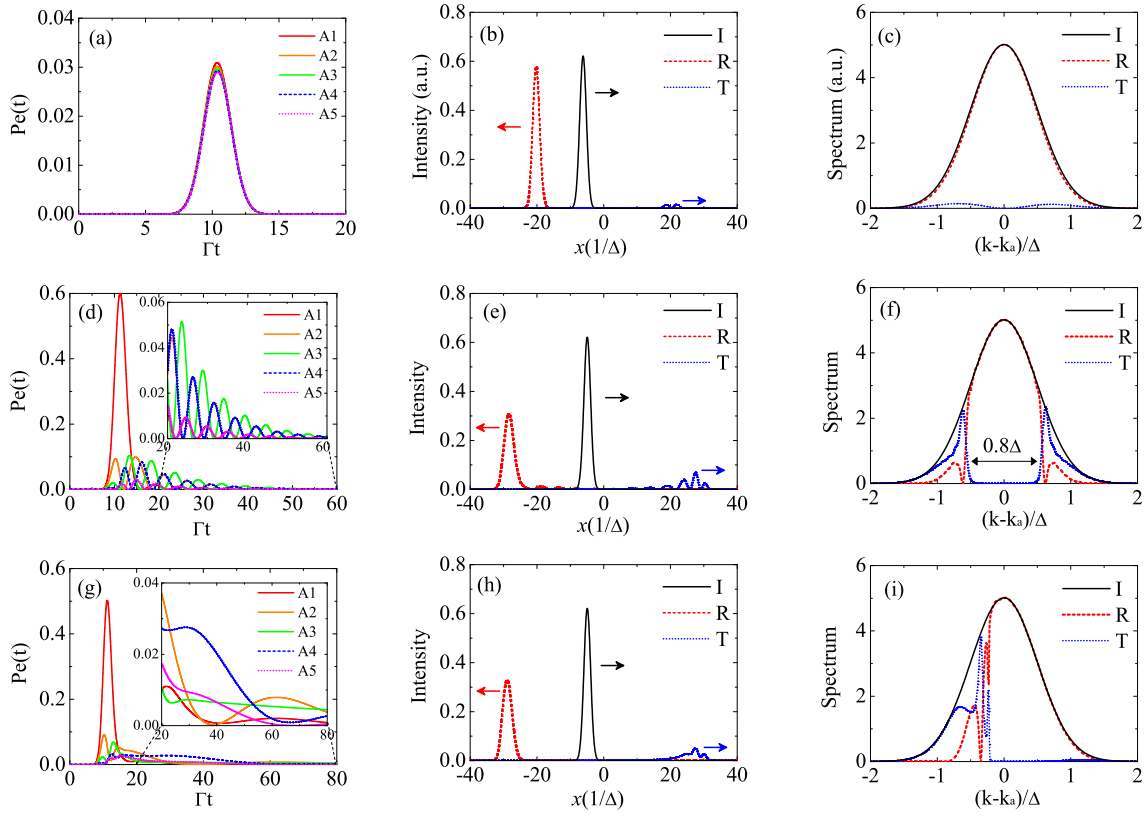 (a)
A1
A2
A3
A4
A5
Pe(t)
0.04
0.03
0.02
0.01
0.00
0 5 10 15 20
Γt
(b)
I
R
T
Intensity (a.u.)
0.8
0.6
0.4
0.2
0.0
-40 -20 0 20 40
x(1/Δ)
(c)
I
R
T
Spectrum (a.u.)
6
4
2
0
-2 -1 0 1 2
(k-kₐ)/Δ
(d)
A1
A2
A3
A4
A5
0.06
0.04
0.02
0.00
20 40 60
Pe(t)
0.6
0.5
0.4
0.3
0.2
0.1
0.0
0 10 20 30 40 50 60
Γt
(e)
I
R
T
Intensity
0.8
0.6
0.4
0.2
0.0
-40 -20 0 20 40
x(1/Δ)
(f)
I
R
T
0.8Δ
Spectrum
6
4
2
0
-2 -1 0 1 2
(k-kₐ)/Δ
(g)
A1
A2
A3
A4
A5
0.04
0.02
0.00
20 40 60 80
Pe(t)
0.6
0.4
0.2
0.0
0 20 40 60 80
Γt
(h)
I
R
T
Intensity
0.8
0.6
0.4
0.2
0.0
-40 -20 0 20 40
x(1/Δ)
(i)
I
R
T
Spectrum
6
4
2
0
-2 -1 0 1 2
(k-kₐ)/Δ